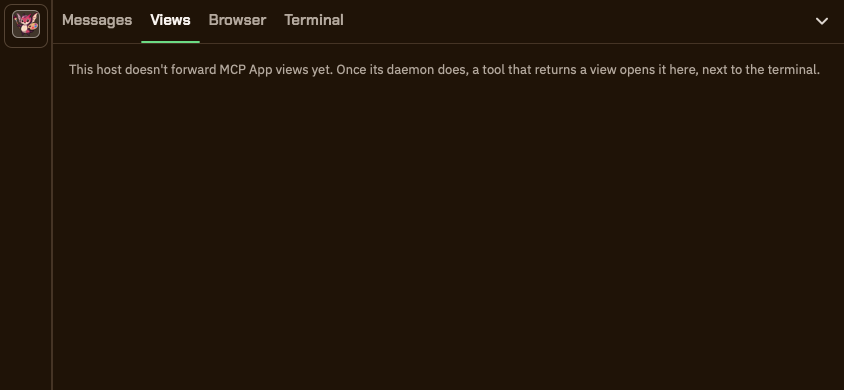 Messages Views Browser Terminal
This host doesn't forward MCP App views yet. Once its daemon does, a tool that returns a view opens it here, next to the terminal.